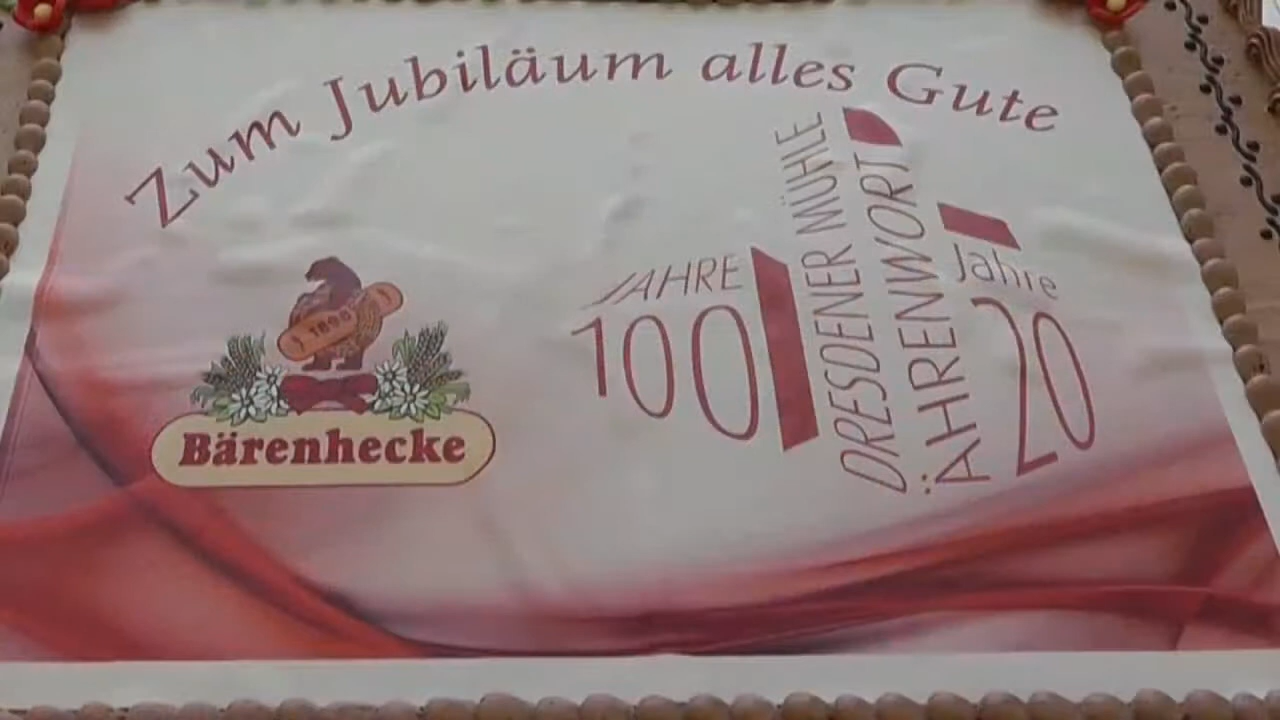 Zum Jubiläum alles Gute
1898
Bärenhecke
JAHRE
100
DRESDENER MÜHLE
ÄHRENWORT
Jahre
20